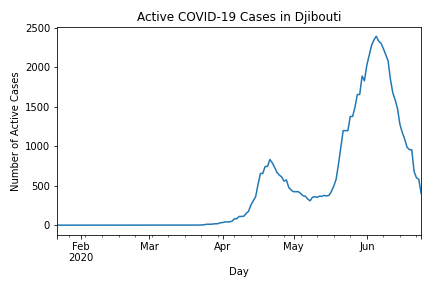 Active COVID-19 Cases in Djibouti
2500
2000
1500
1000
500
0
Number of Active Cases
Feb
2020
Mar
Apr
May
Jun
Day